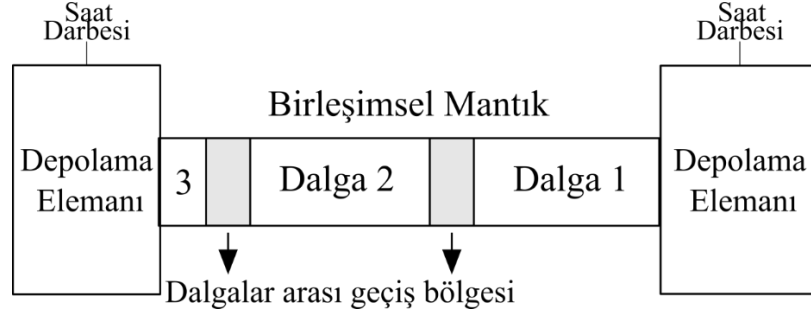 Saat
Darbesi
Saat
Darbesi
Birleşimsel Mantık
Depolama
Elemanı
3
Dalga 2
Dalga 1
Depolama
Elemanı
Dalgalar arası geçiş bölgesi